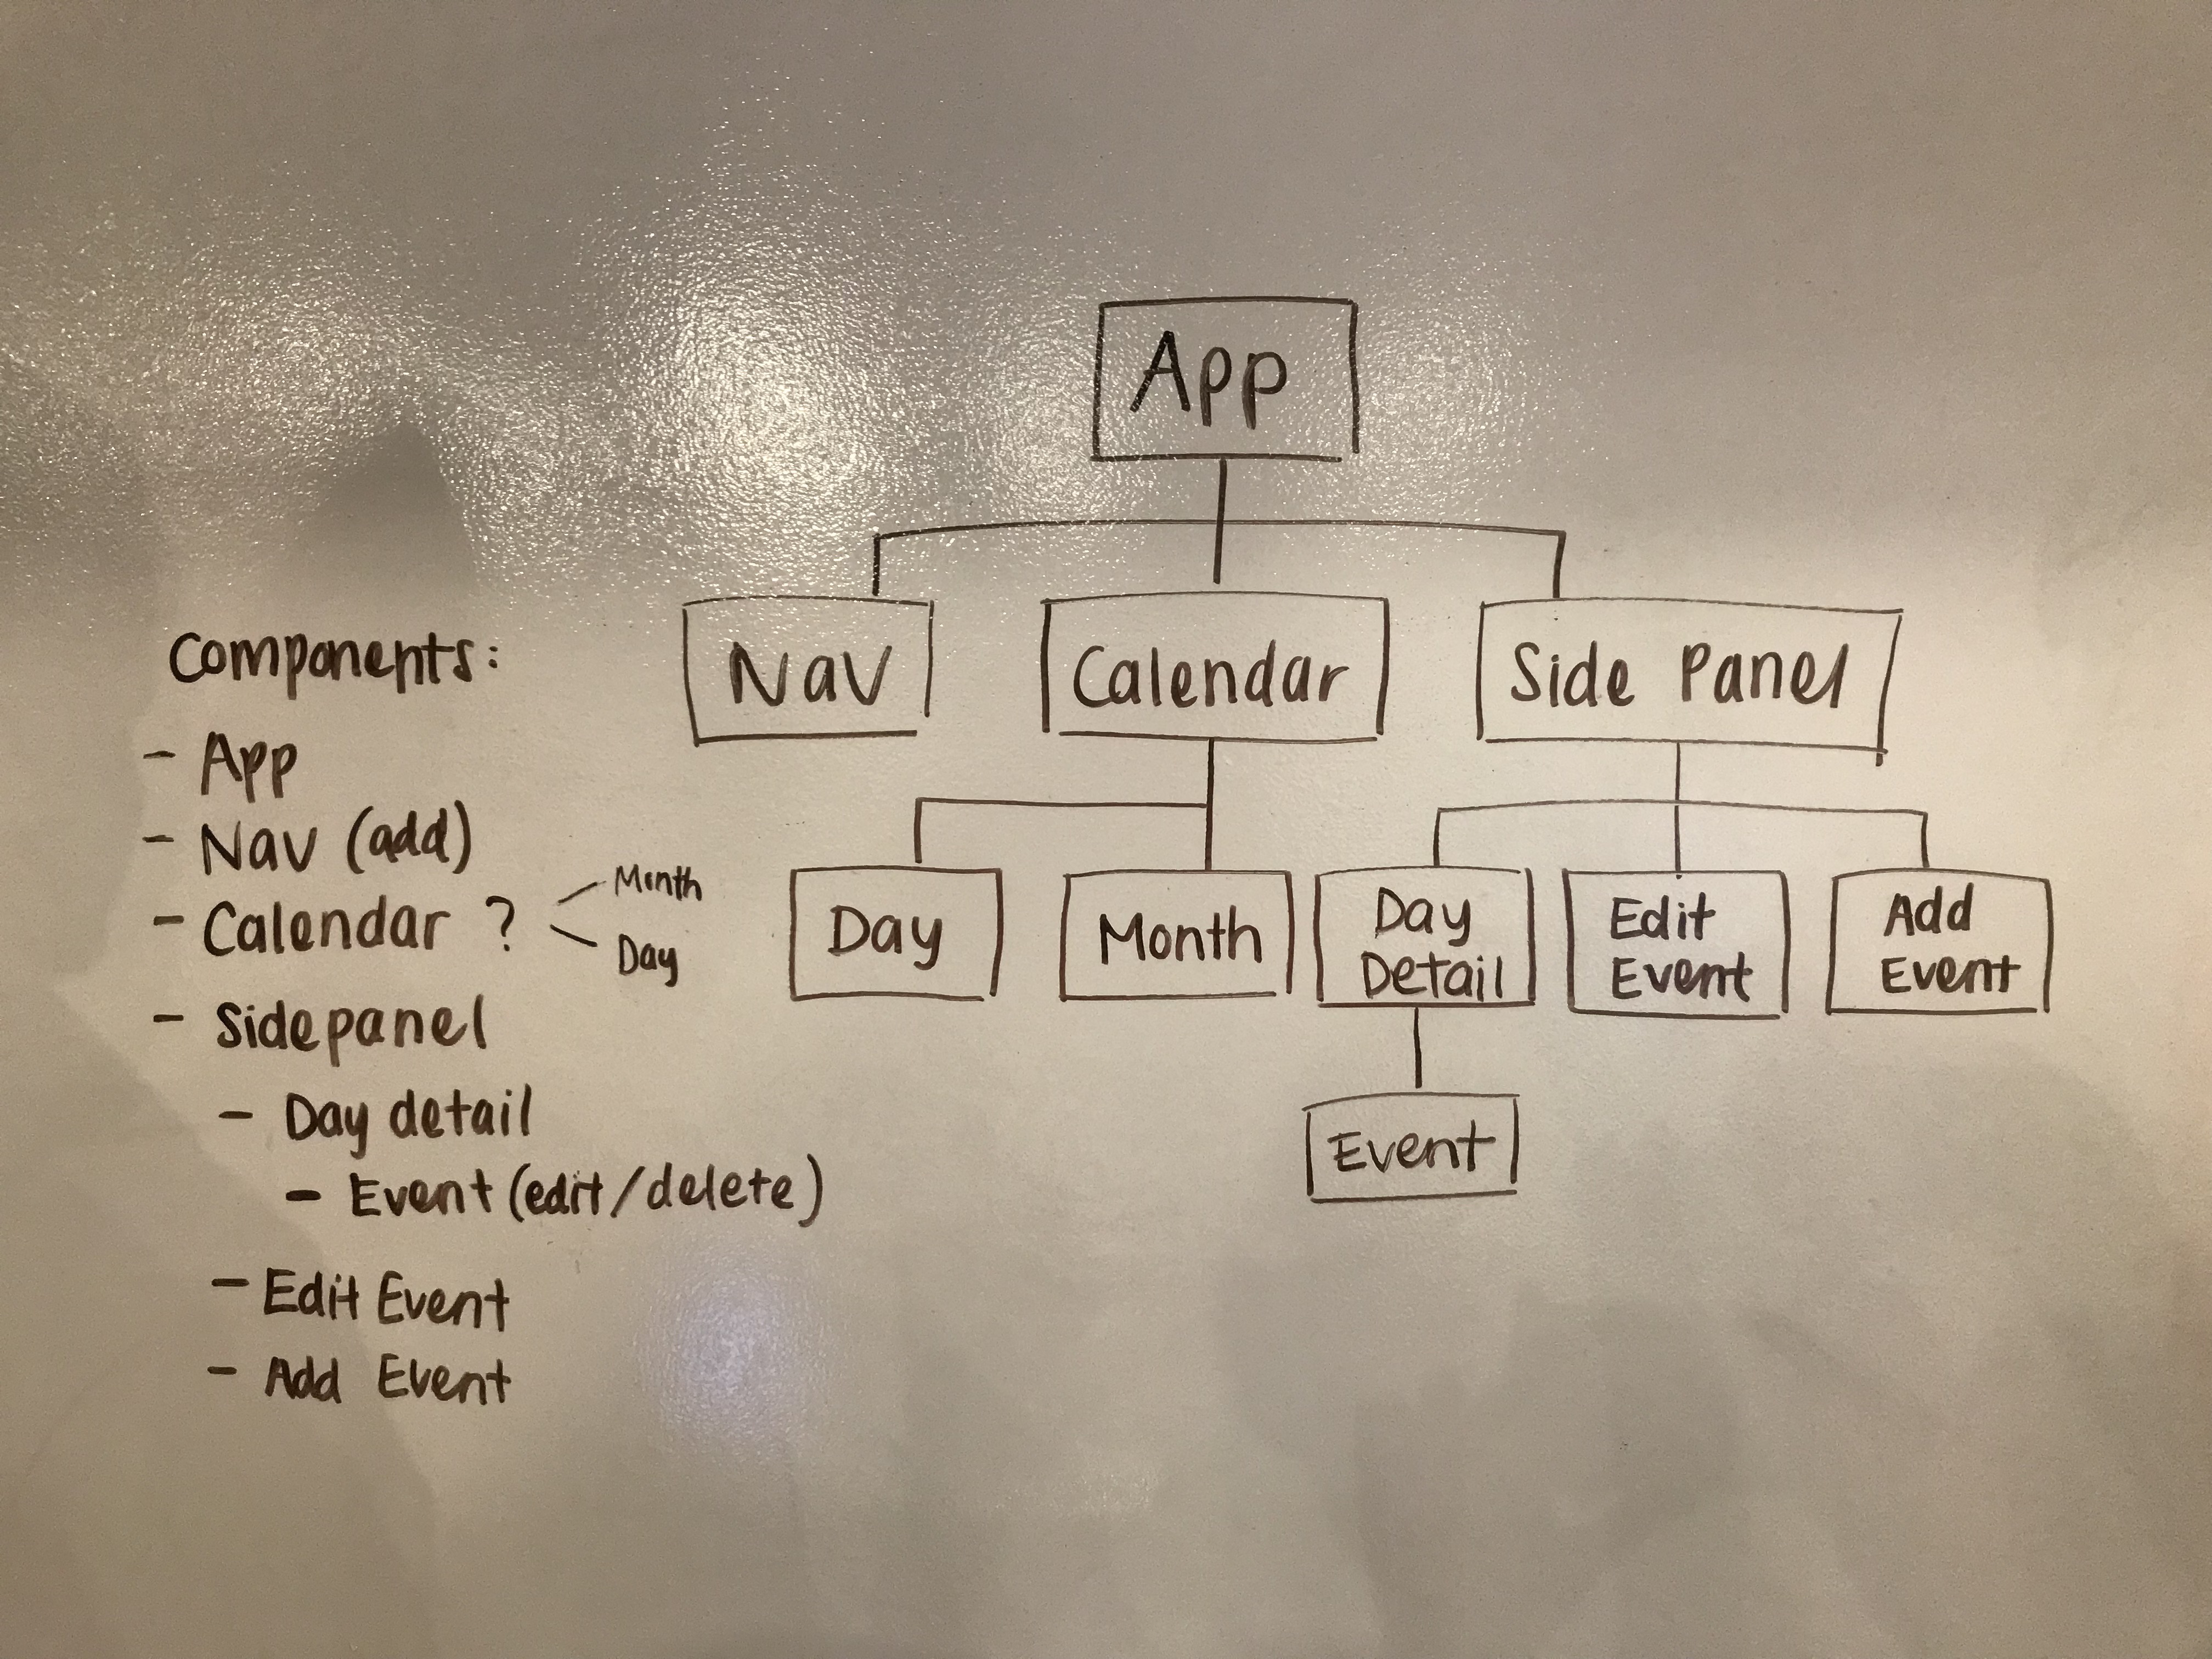 Components:
- App
- Nav (add)
- Calendar ?
Month
Day
- Sidepanel
- Day detail
- Event (edit/delete)
- Edit Event
- Add Event
App
Nav
Calendar
Side Panel
Day
Month
Day
Detail
Edit
Event
Add
Event
Event